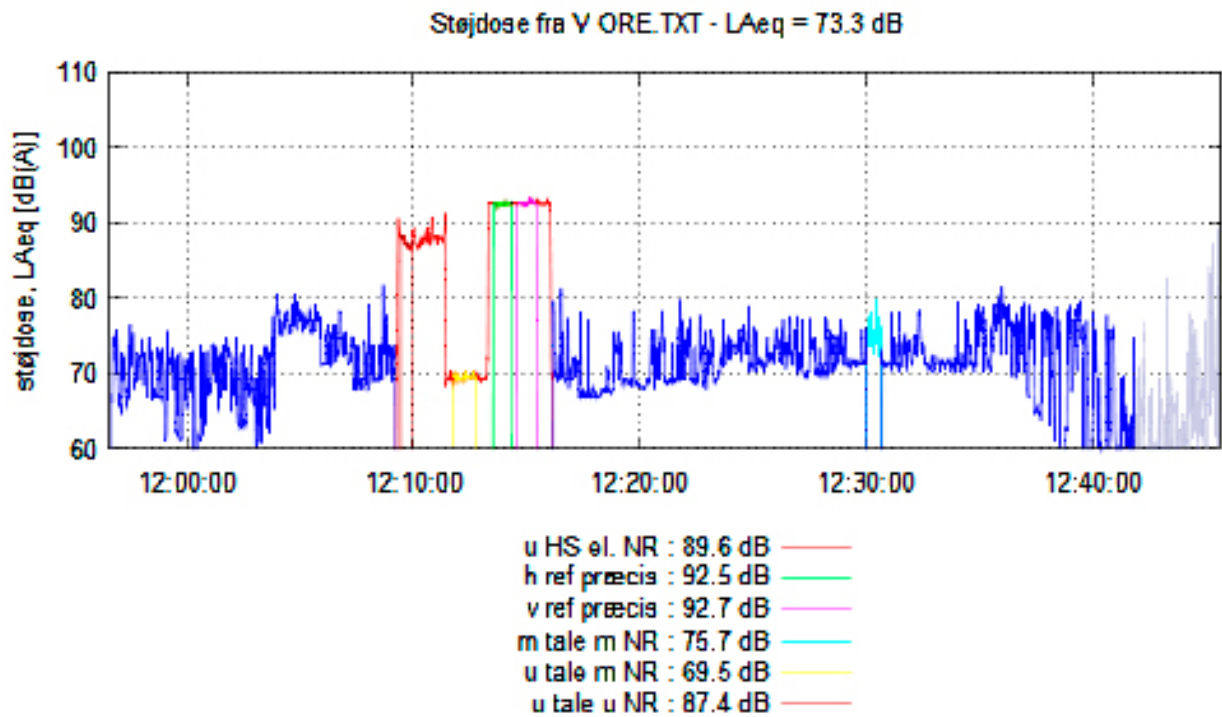 Støjdose fra V ORE.TXT - LAeq = 73.3 dB
støjdose, LAeq [dB(A)]
110
100
90
80
70
60
12:00:00 12:10:00 12:20:00 12:30:00 12:40:00
u HS el. NR : 89.6 dB
h ref præcis : 92.5 dB
v ref præcis : 92.7 dB
m tale m NR : 75.7 dB
u tale m NR : 69.5 dB
u tale u NR : 87.4 dB